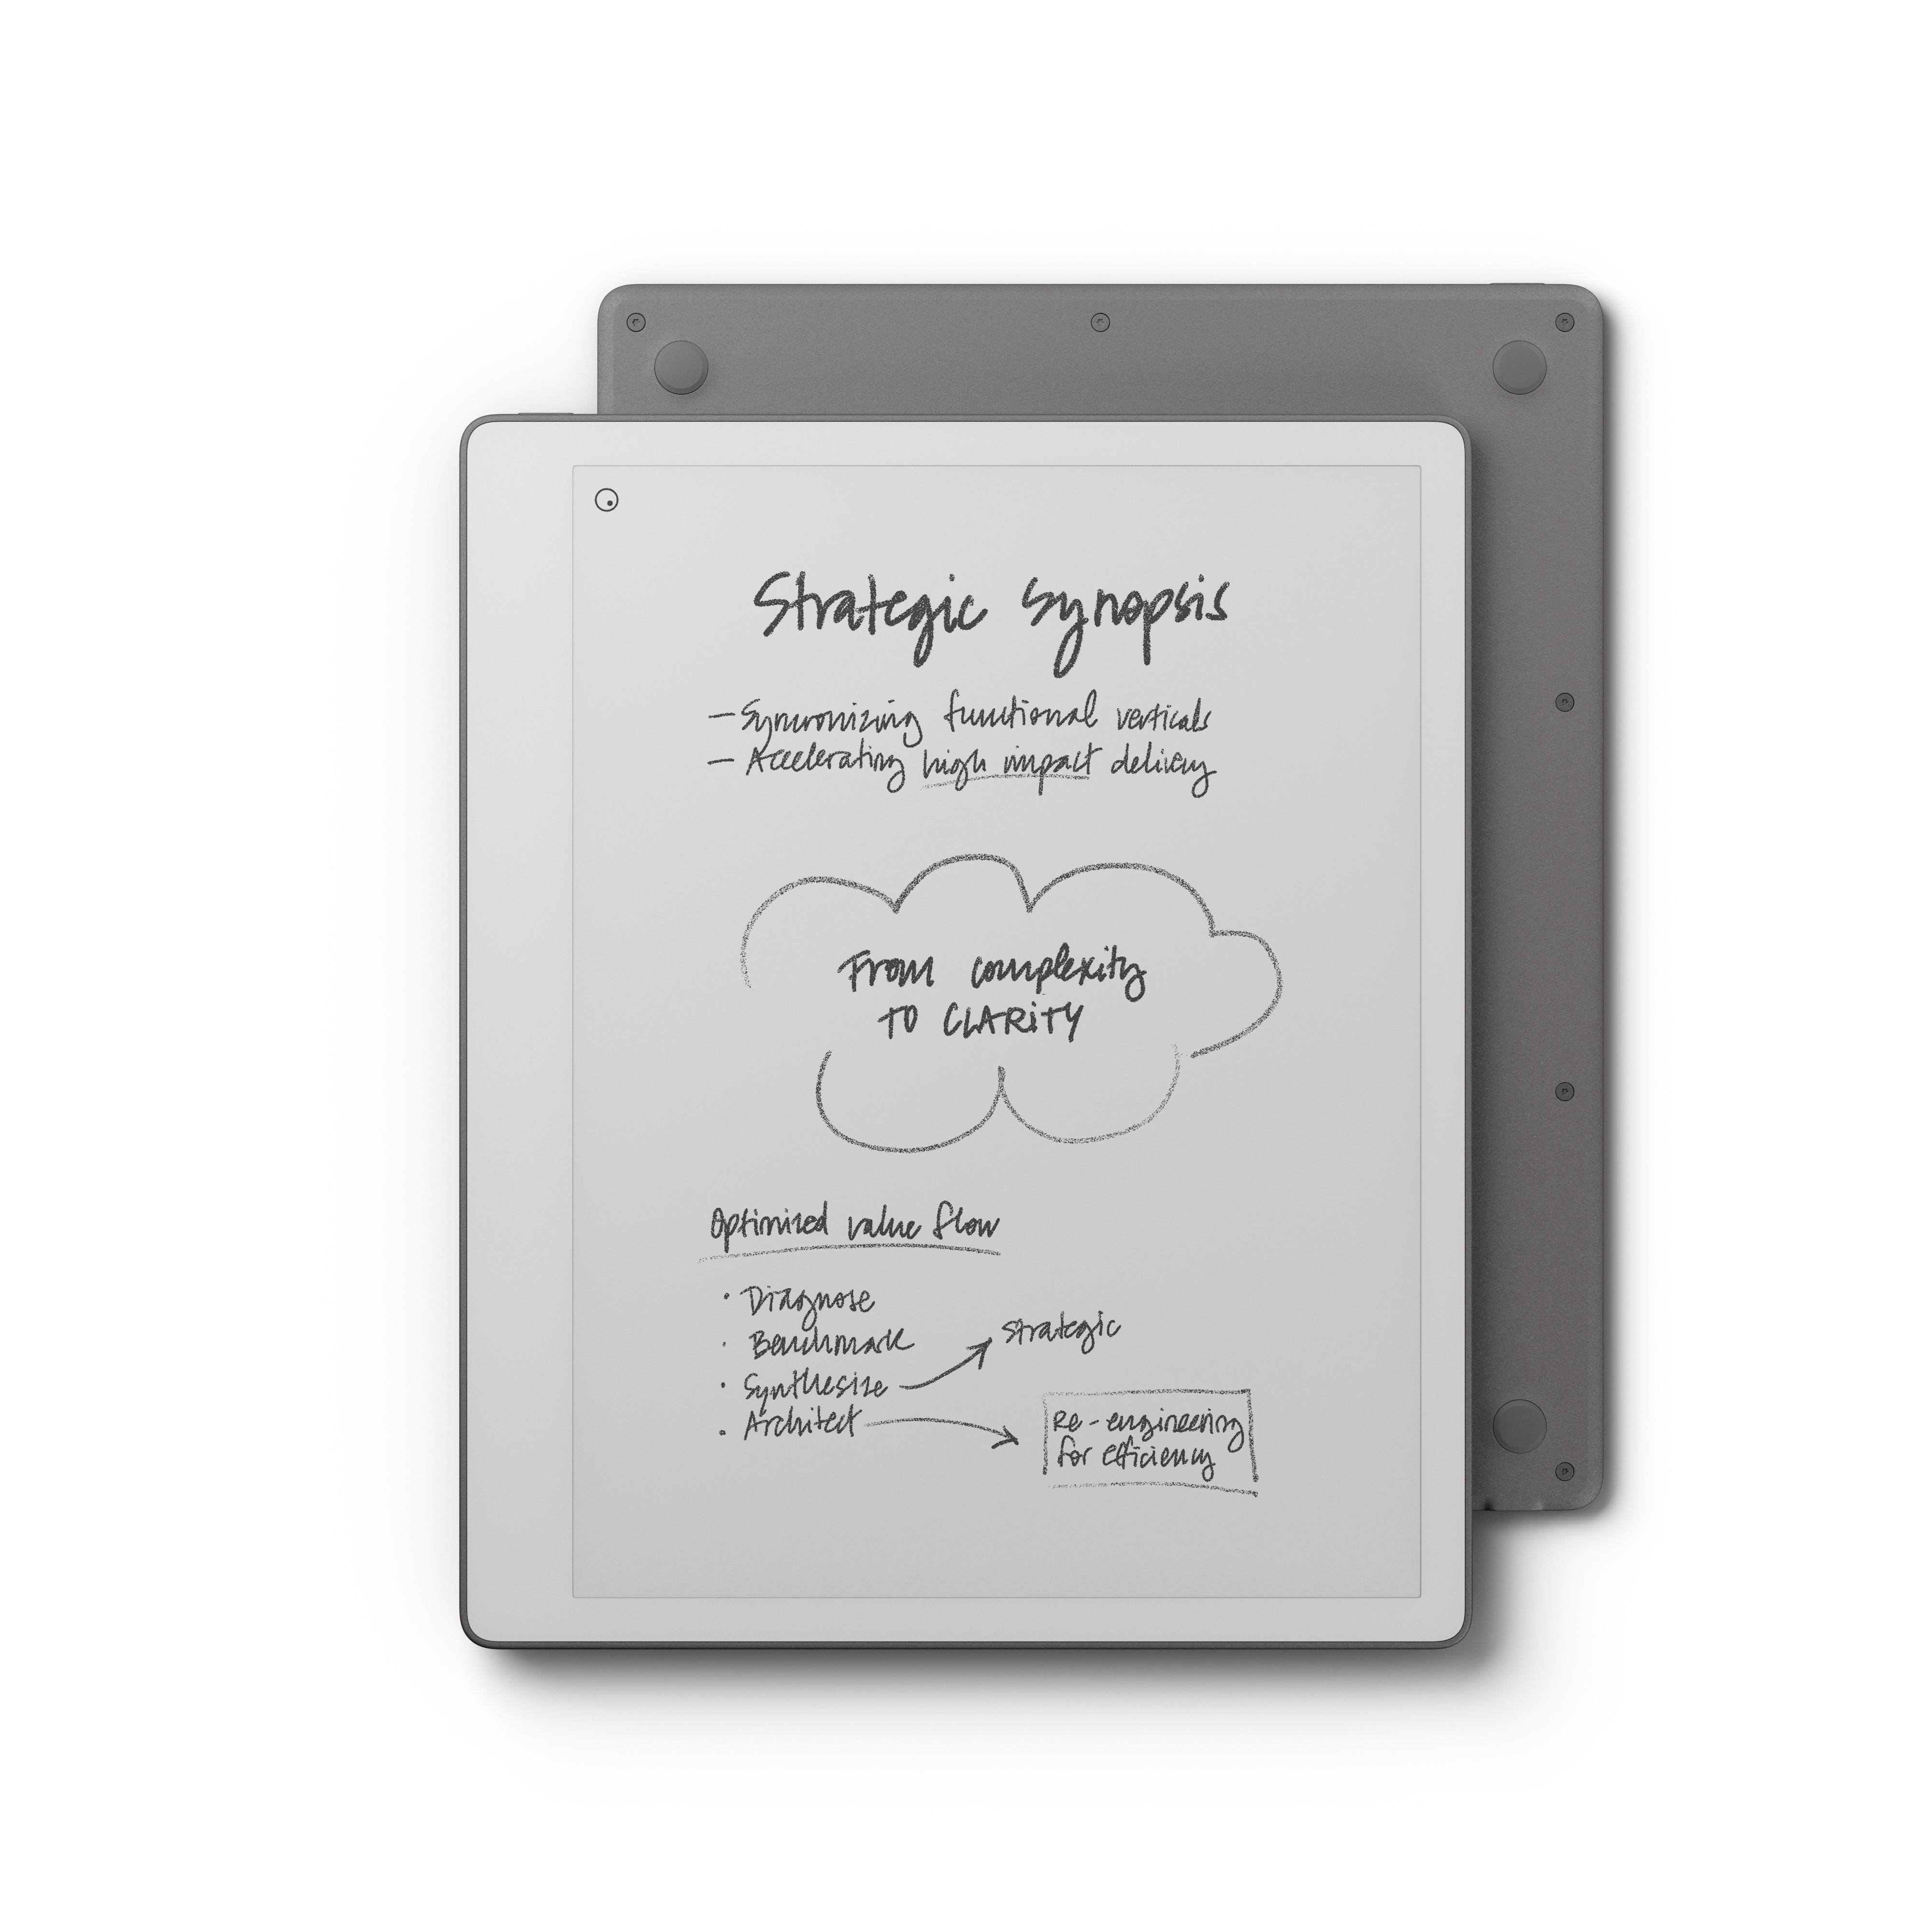 Strategic Synopsis
— Syncronizing functional verticals
— Accelerating high impact delivery
From complexity
TO CLARITY
Optimized value flow
• Diagnose
• Benchmark
• Synthesize
strategic
• Architect
Re-engineering
for efficiency